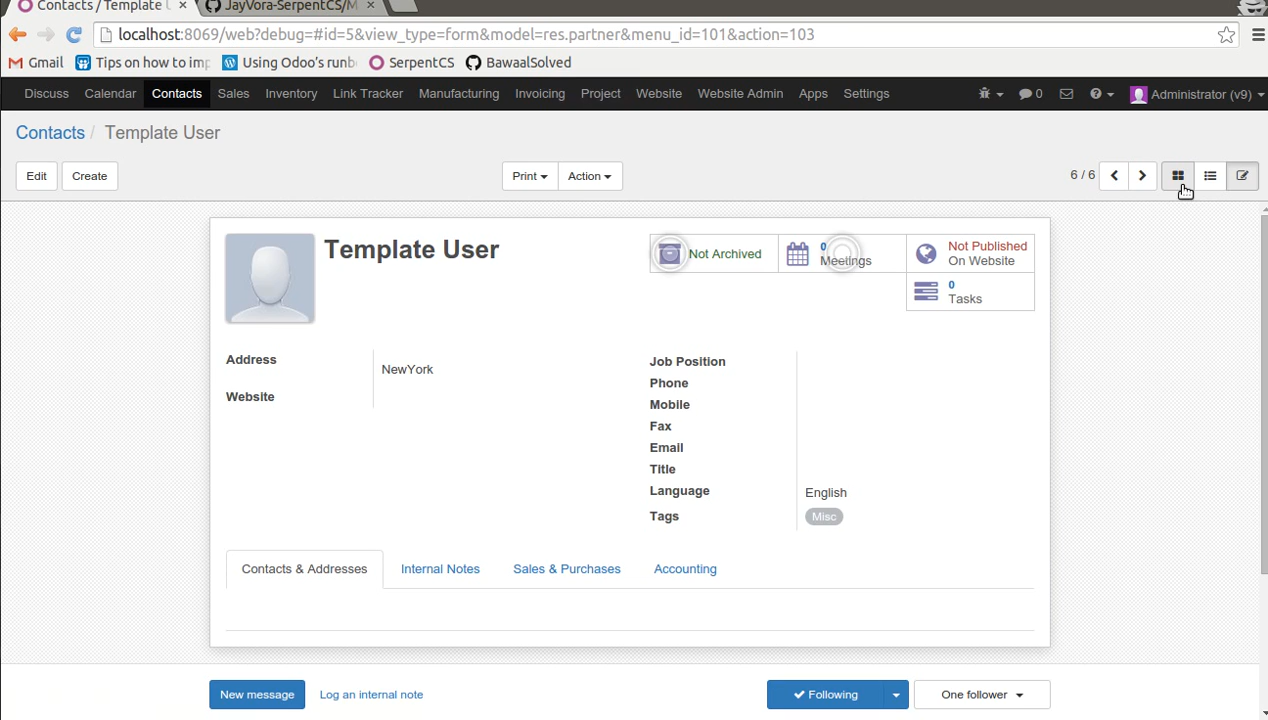 Contacts / Template U × JayVora-SerpentCS/M ×
localhost:8069/web?debug=#id=5&view_type=form&model=res.partner&menu_id=101&action=103
Gmail Tips on how to imp Using Odoo's runb SerpentCS BawaalSolved
Discuss Calendar Contacts Sales Inventory Link Tracker Manufacturing Invoicing Project Website Website Admin Apps Settings 0 Administrator (v9)
Contacts / Template User
Edit Create Print Action 6 / 6
Template User
Not Archived
0
Meetings
Not Published
On Website
0
Tasks
Address
NewYork
Website
Job Position
Phone
Mobile
Fax
Email
Title
Language English
Tags Misc
Contacts & Addresses Internal Notes Sales & Purchases Accounting
New message Log an internal note Following One follower